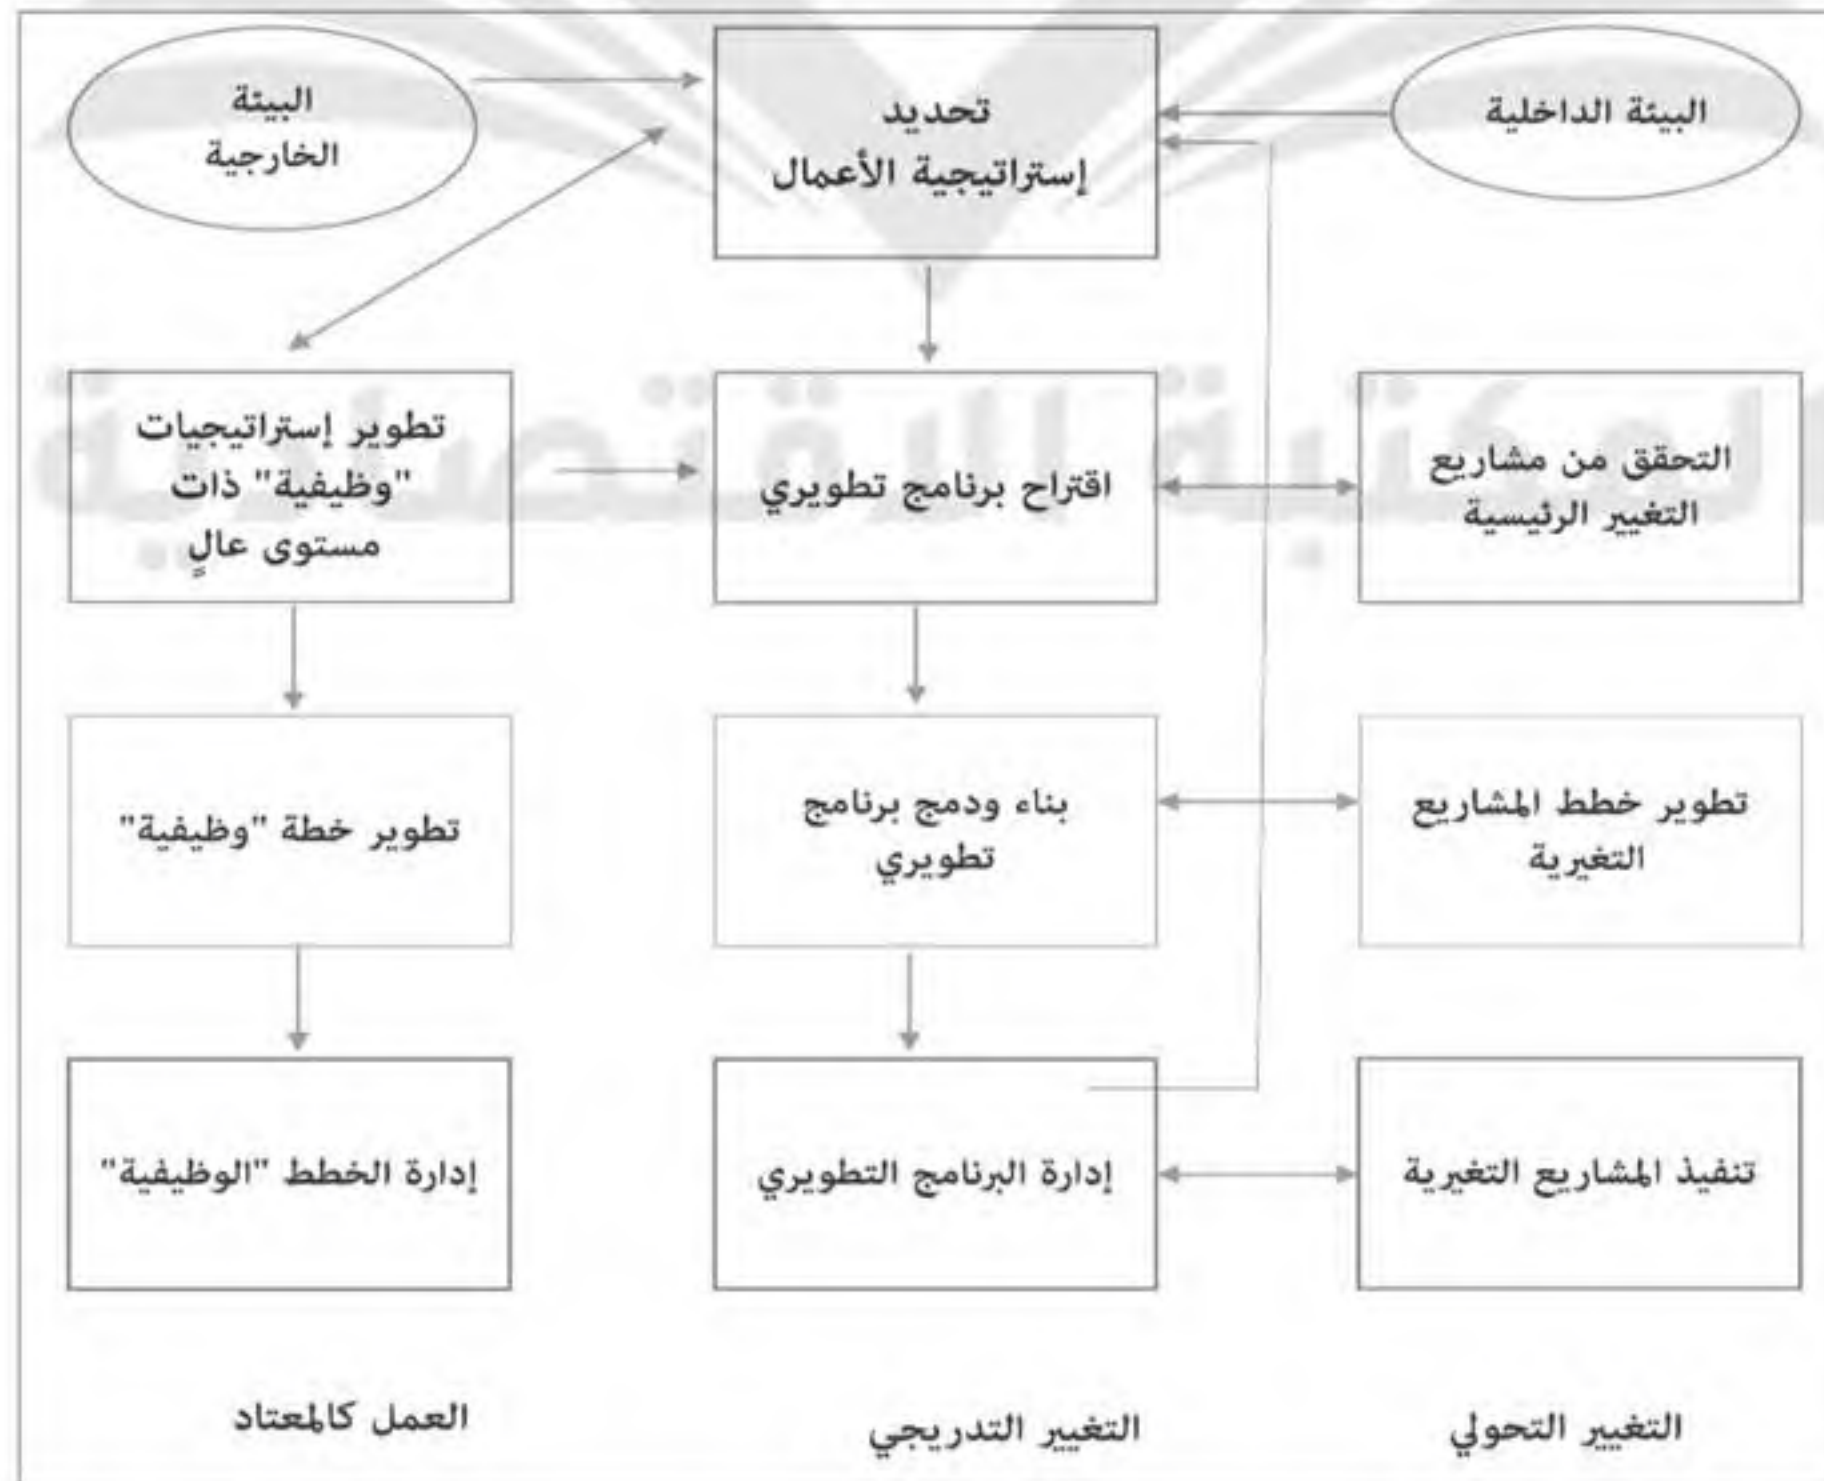 البيئة الداخلية
تحديد
إستراتيجية الأعمال
البيئة
الخارجية
التحقق من مشاريع
التغيير الرئيسية
اقتراح برنامج تطويري
تطوير إستراتيجيات
"وظيفية" ذات
مستوى عالٍ
تطوير خطط المشاريع
التغيرية
بناء ودمج برنامج
تطويري
تطوير خطة "وظيفية"
تنفيذ المشاريع التغيرية
إدارة البرنامج التطويري
إدارة الخطط "الوظيفية"
التغيير التحولي
التغيير التدريجي
العمل كالمعتاد
المكتبة الاقتصادية